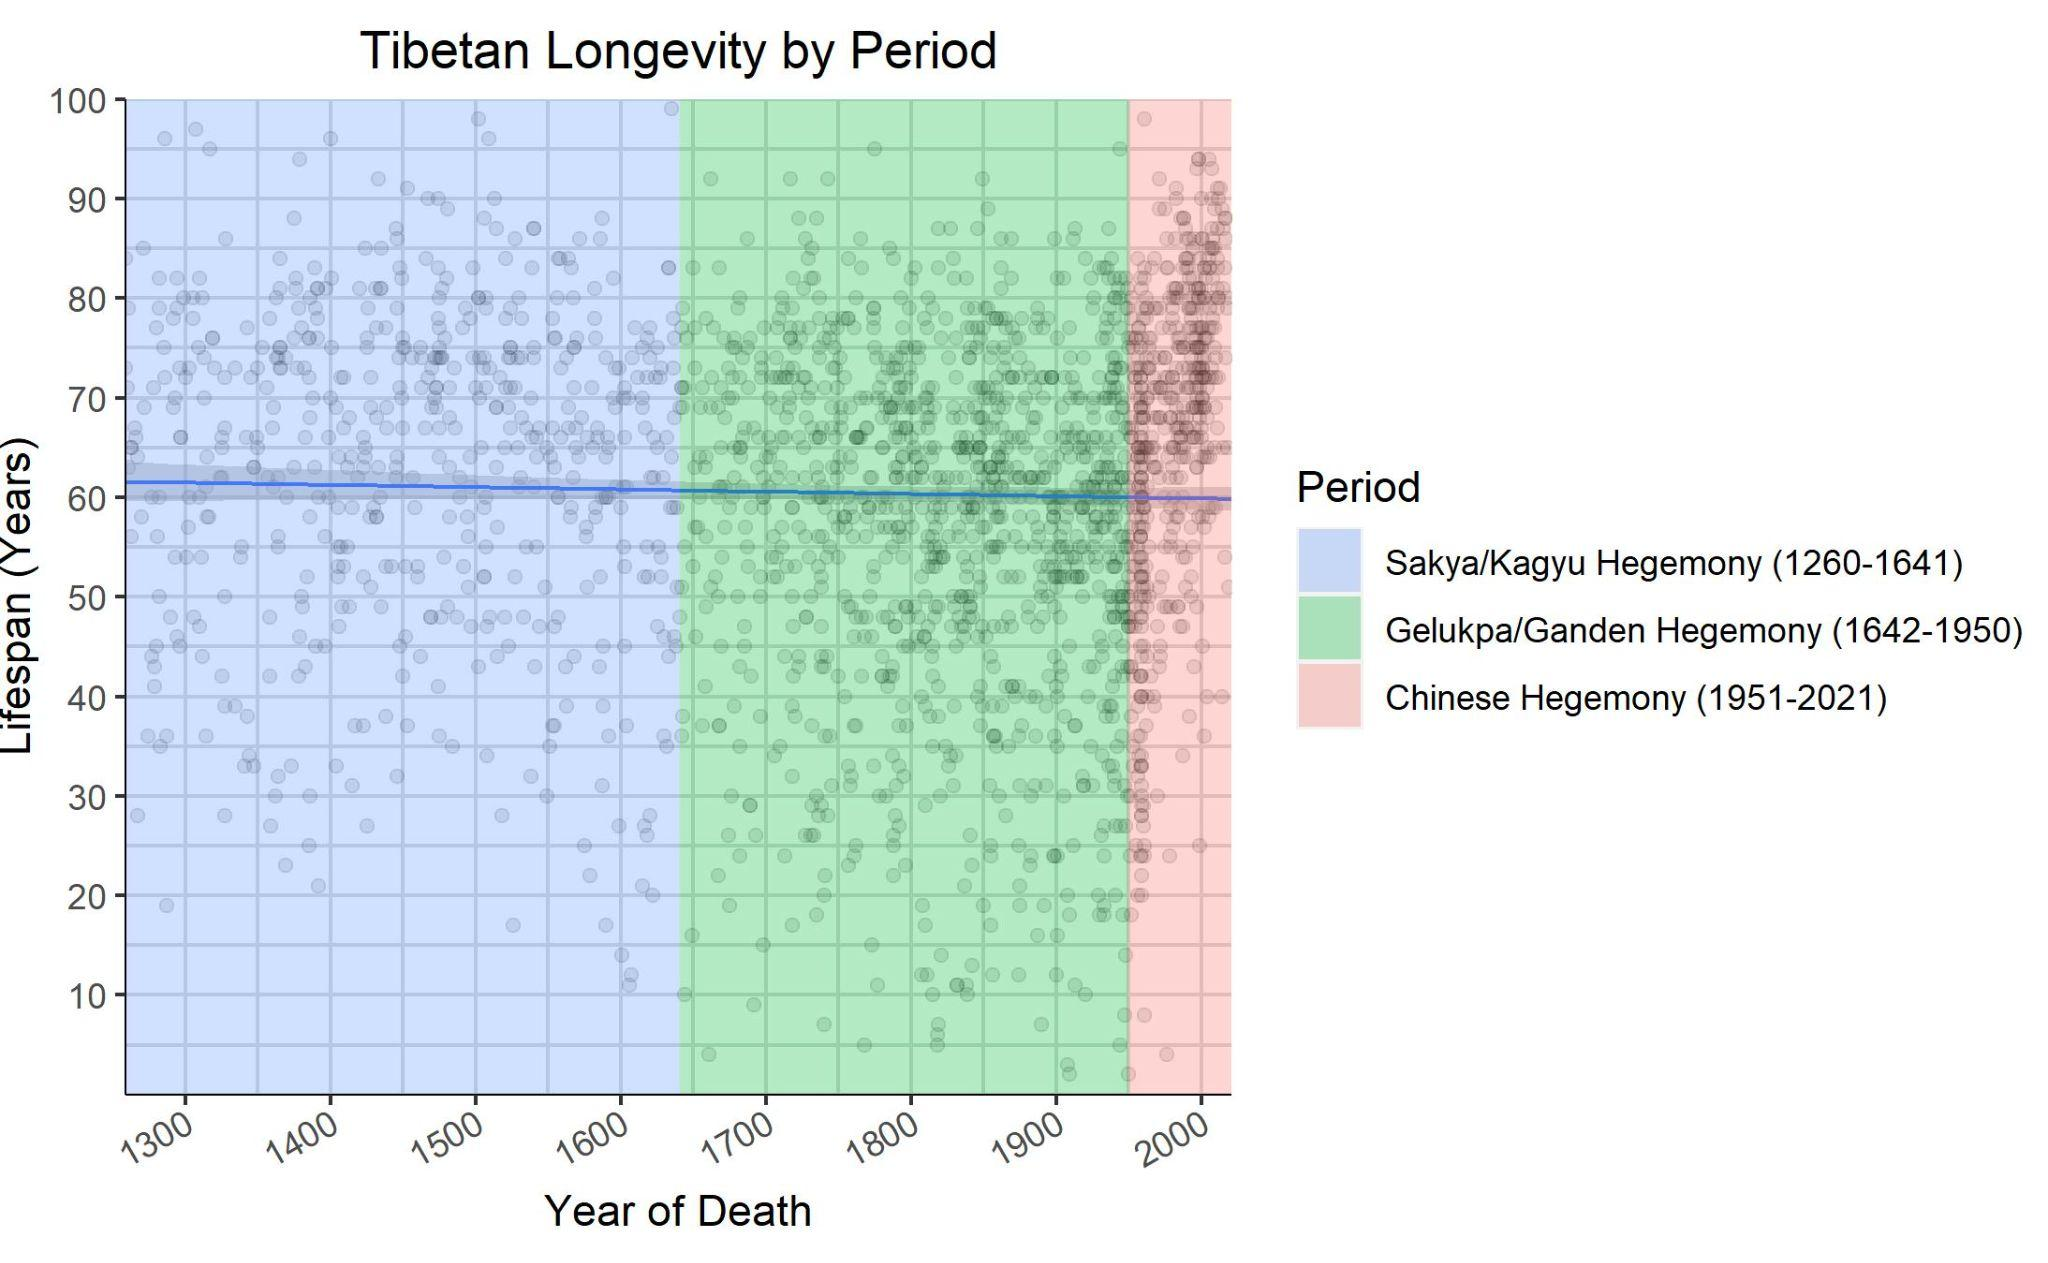 Tibetan Longevity by Period
Lifespan (Years)
100
90
80
70
60
50
40
30
20
10
1300
1400
1500
1600
1700
1800
1900
2000
Year of Death
Period
Sakya/Kagyu Hegemony (1260-1641)
Gelukpa/Ganden Hegemony (1642-1950)
Chinese Hegemony (1951-2021)